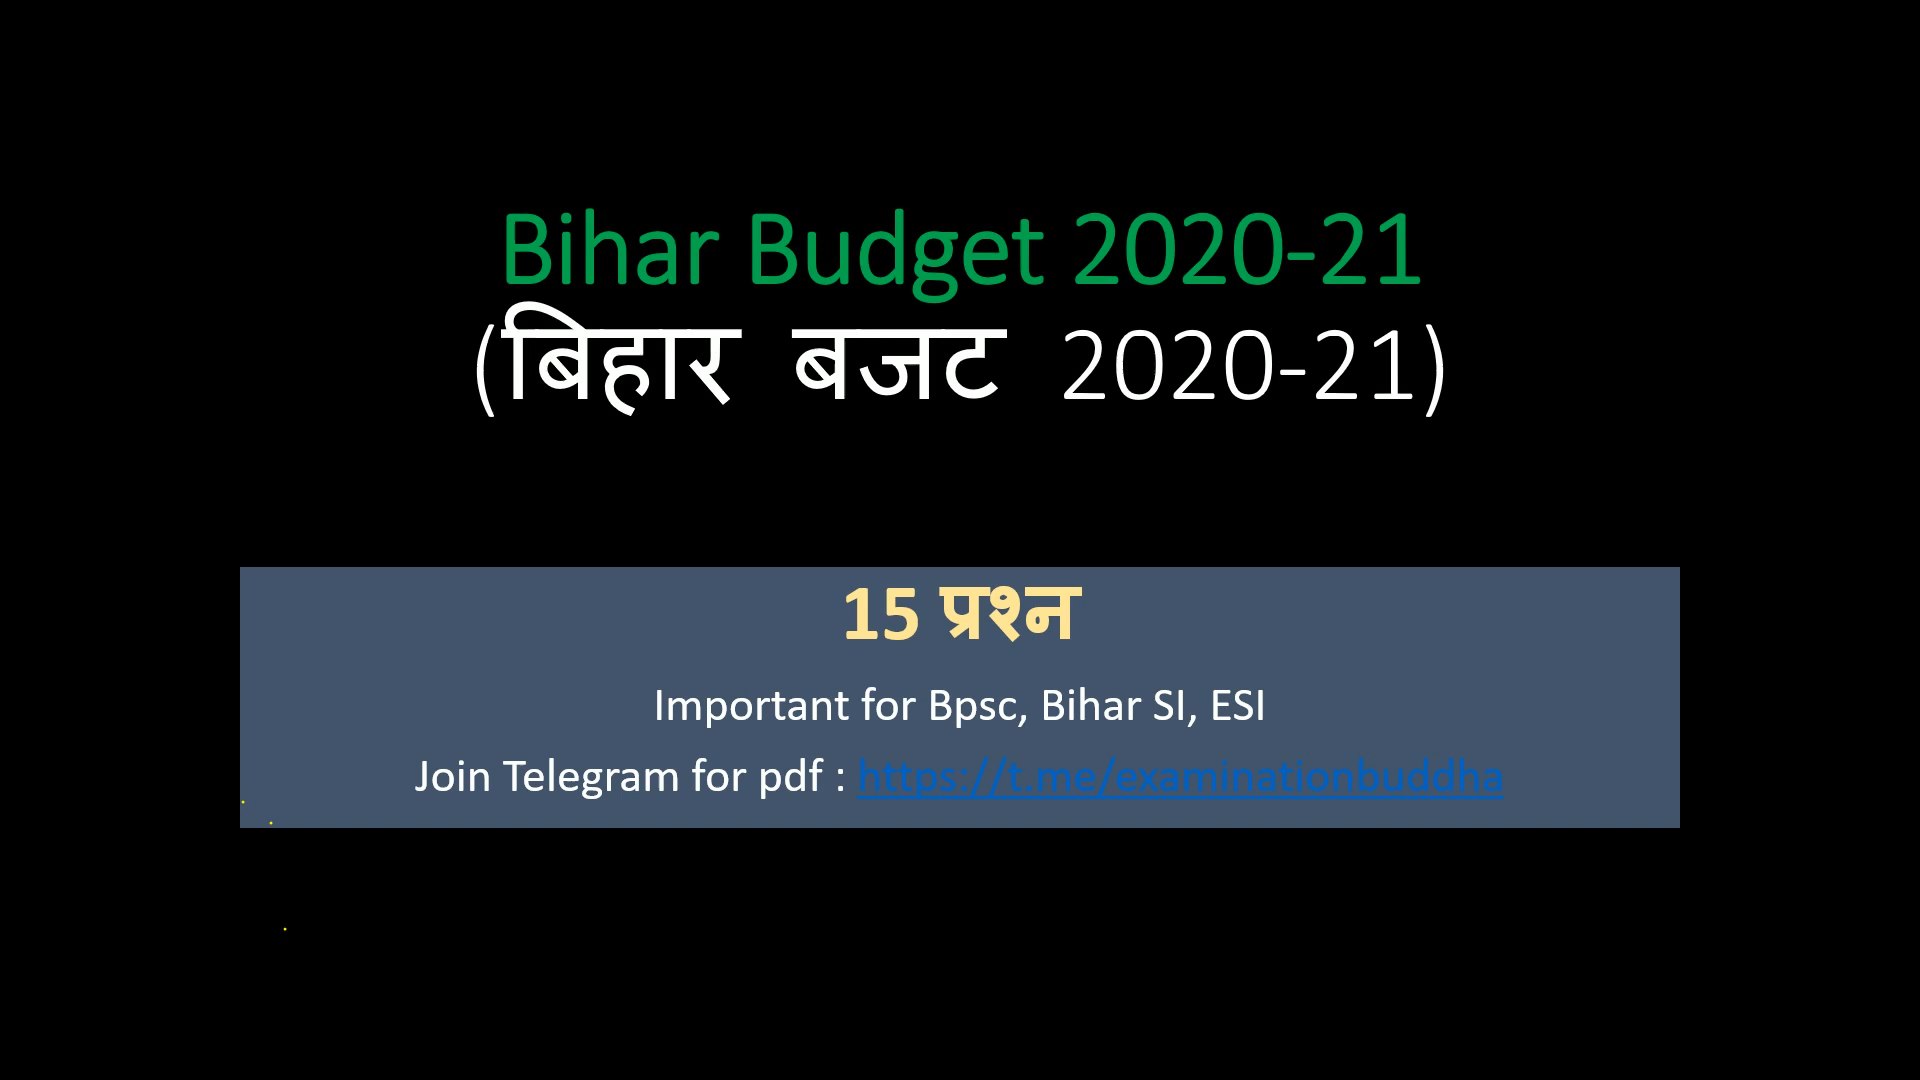 Bihar Budget 2020-21
(बिहार बजट 2020-21)
15 प्रश्न
Important for Bpsc, Bihar SI, ESI
Join Telegram for pdf : https://t.me/examinationbuddha